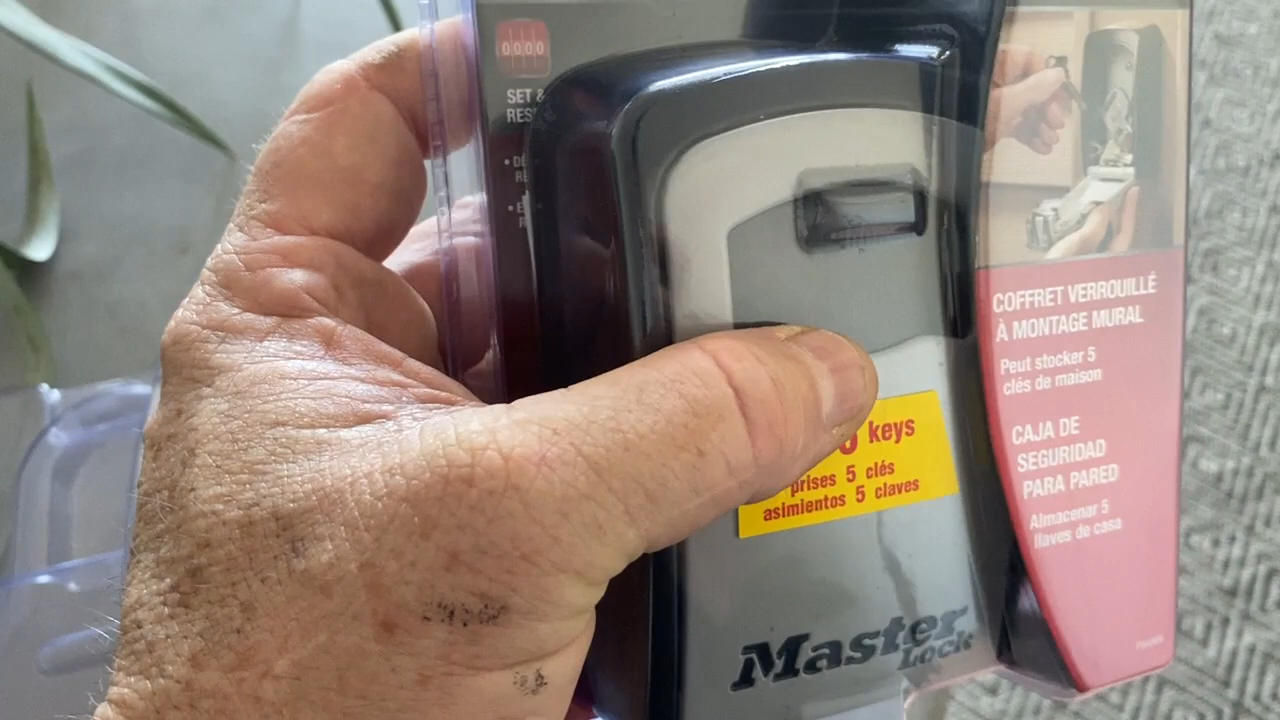 0000
SET &
COFFRET VERROUILLÉ
À MONTAGE MURAL
Peut stocker 5
clés de maison
CAJA DE
SEGURIDAD
PARA PARED
Almacenar 5
llaves de casa
keys
prises 5 clés
asimientos 5 claves
Master
Lock